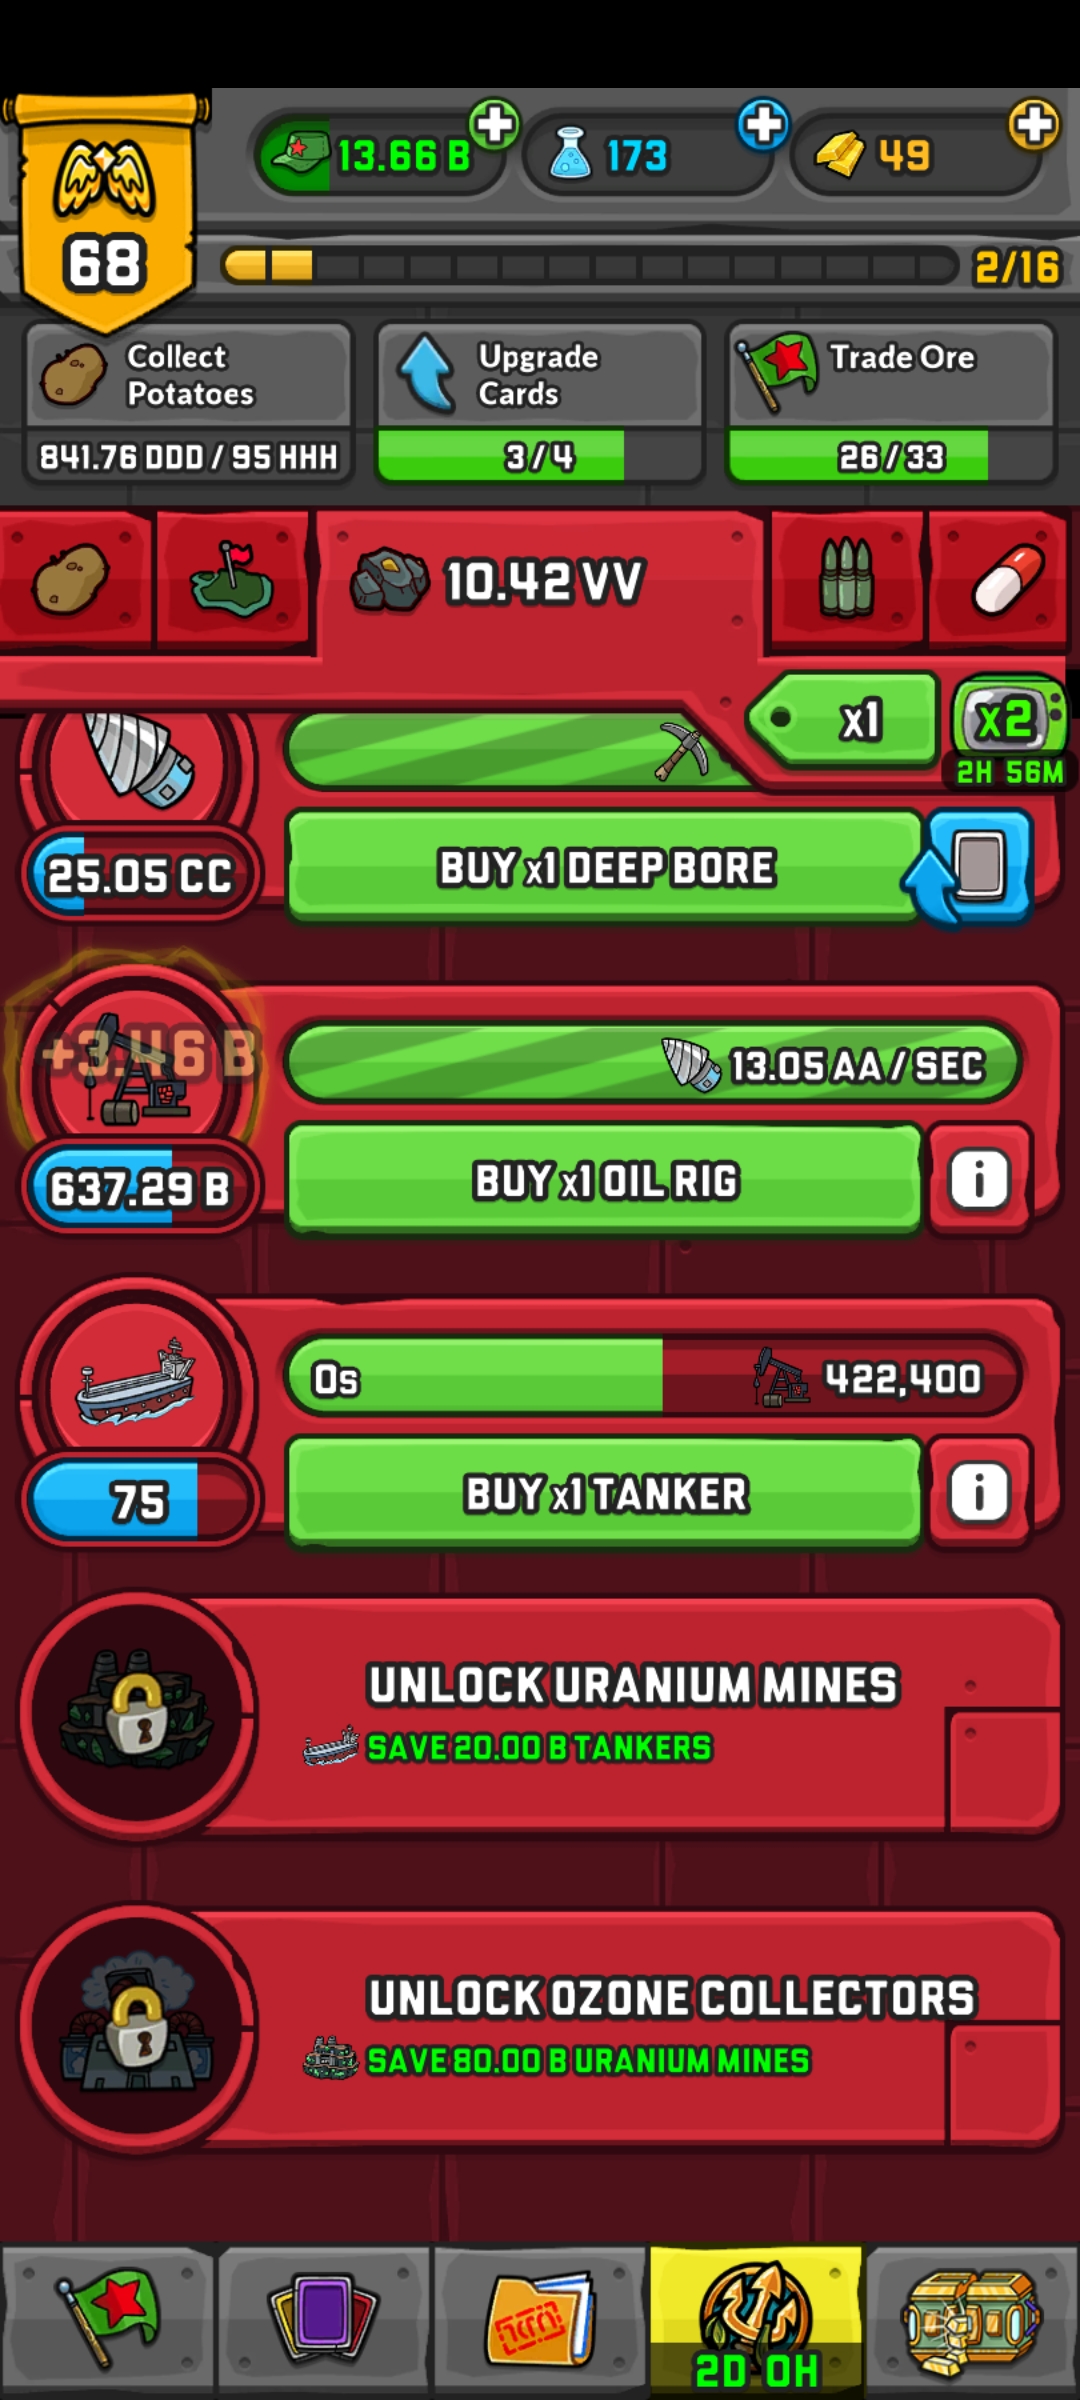 13.66 B
173
49
68
2/16
Collect
Potatoes
841.76 DDD / 95 HHH
Upgrade
Cards
3/4
Trade Ore
26/33
10.42 VV
x1
x2
2H 56M
25.05 CC
BUY x1 DEEP BORE
+3.46 B
13.05 AA / SEC
637.29 B
BUY x1 OIL RIG
i
0s
422,400
75
BUY x1 TANKER
i
UNLOCK URANIUM MINES
SAVE 20.00 B TANKERS
UNLOCK OZONE COLLECTORS
SAVE 80.00 B URANIUM MINES
2D 0H